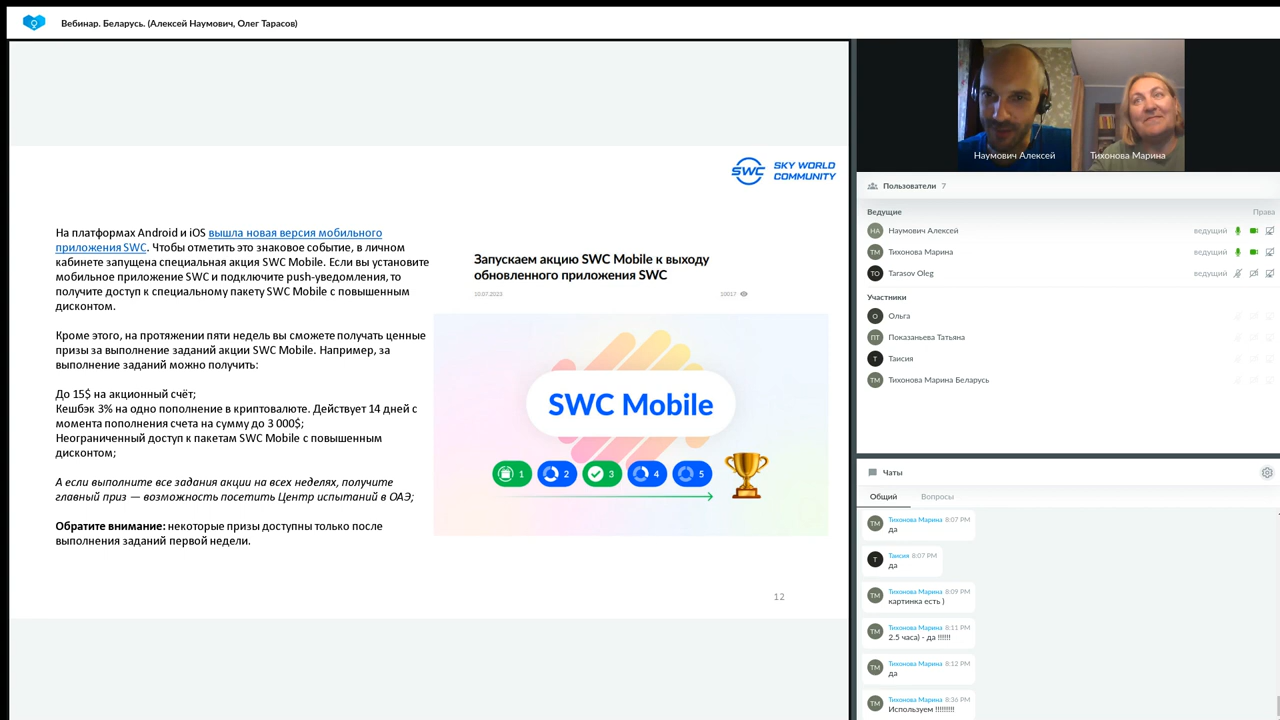 Вебинар. Беларусь. (Алексей Наумович, Олег Тарасов)
SWC SKY WORLD
COMMUNITY
На платформах Android и iOS вышла новая версия мобильного
приложения SWC. Чтобы отметить это знаковое событие, в личном
кабинете запущена специальная акция SWC Mobile. Если вы установите
мобильное приложение SWC и подключите push-уведомления, то
получите доступ к специальному пакету SWC Mobile с повышенным
дисконтом.
Кроме этого, на протяжении пяти недель вы сможете получать ценные
призы за выполнение заданий акции SWC Mobile. Например, за
выполнение заданий можно получить:
До 15$ на акционный счёт;
Кешбэк 3% на одно пополнение в криптовалюте. Действует 14 дней с
момента пополнения счета на сумму до 3 000$;
Неограниченный доступ к пакетам SWC Mobile с повышенным
дисконтом;
А если выполните все задания акции на всех неделях, получите
главный приз — возможность посетить Центр испытаний в ОАЭ;
Обратите внимание: некоторые призы доступны только после
выполнения заданий первой недели.
Запускаем акцию SWC Mobile к выходу
обновленного приложения SWC
10.07.2023 10017
SWC Mobile
1 2 3 4 5
12
Наумович Алексей Тихонова Марина
Пользователи 7
Ведущие Права
НА Наумович Алексей ведущий
ТМ Тихонова Марина ведущий
TO Tarasov Oleg ведущий
Участники
О Ольга
ПТ Показаньева Татьяна
Т Таисия
ТМ Тихонова Марина Беларусь
Чаты
Общий Вопросы
ТМ Тихонова Марина 8:07 PM
да
Т Таисия 8:07 PM
да
ТМ Тихонова Марина 8:09 PM
картинка есть )
ТМ Тихонова Марина 8:11 PM
2.5 часа) - да !!!!!!
ТМ Тихонова Марина 8:12 PM
да
ТМ Тихонова Марина 8:36 PM
Используем !!!!!!!!!